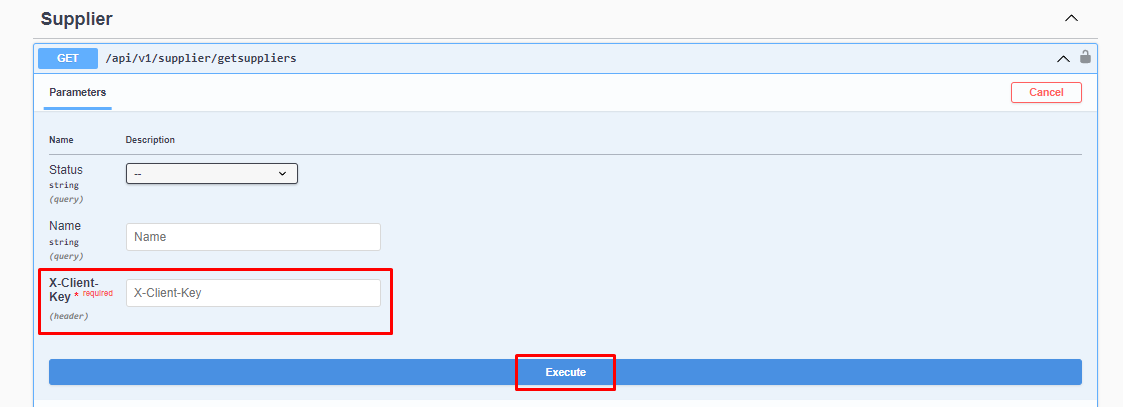 Supplier
GET /api/v1/supplier/getsuppliers
Parameters Cancel
Name Description
Status
string
(query)
--
Name
string
(query)
Name
X-Client-
Key * required
(header)
X-Client-Key
Execute